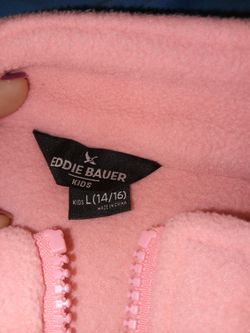 EDDIE BAUER
KIDS
KIDS L (14/16)
MADE IN CHINA